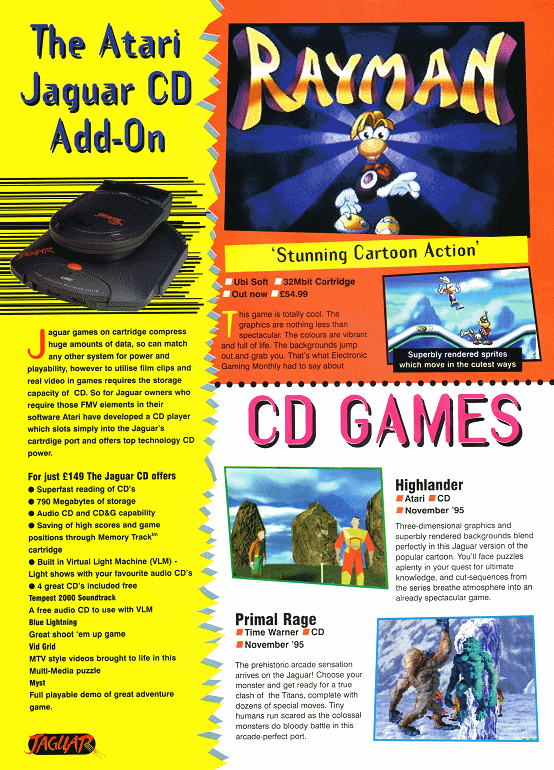 The Atari
Jaguar CD
Add-On
Jaguar games on cartridge compress
huge amounts of data, so can match
any other system for power and
playability, however to utilise film clips and
real video in games requires the storage
capacity of CD. So for Jaguar owners who
require those FMV elements in their
software Atari have developed a CD player
which slots simply into the Jaguar's
cartrdige port and offers top technology CD
power.
For just £149 The Jaguar CD offers
● Superfast reading of CD's
● 790 Megabytes of storage
● Audio CD and CD&G capability
● Saving of high scores and game
positions through Memory Track™
cartridge
● Built in Virtual Light Machine (VLM) -
Light shows with your favourite audio CD's
● 4 great CD's included free
Tempest 2000 Soundtrack
A free audio CD to use with VLM
Blue Lightning
Great shoot 'em up game
Vid Grid
MTV style videos brought to life in this
Multi-Media puzzle
Myst
Full playable demo of great adventure
game.
JAGUAR
RAYMAN
'Stunning Cartoon Action'
Ubi Soft 32Mbit Cartridge
Out now £54.99
This game is totally cool. The
graphics are nothing less than
spectacular. The colours are vibrant
and full of life. The backgrounds jump
out and grab you. That's what Electronic
Gaming Monthly had to say about
Superbly rendered sprites
which move in the cutest ways
CD GAMES
Highlander
Atari CD
November '95
Three-dimensional graphics and
superbly rendered backgrounds blend
perfectly in this Jaguar version of the
popular cartoon. You'll face puzzles
aplenty in your quest for ultimate
knowledge, and cut-sequences from
the series breathe atmosphere into an
already spectacular game.
Primal Rage
Time Warner CD
November '95
The prehistoric arcade sensation
arrives on the Jaguar! Choose your
monster and get ready for a true
clash of the Titans, complete with
dozens of special moves. Tiny
humans run scared as the colossal
monsters do bloody battle in this
arcade-perfect port.